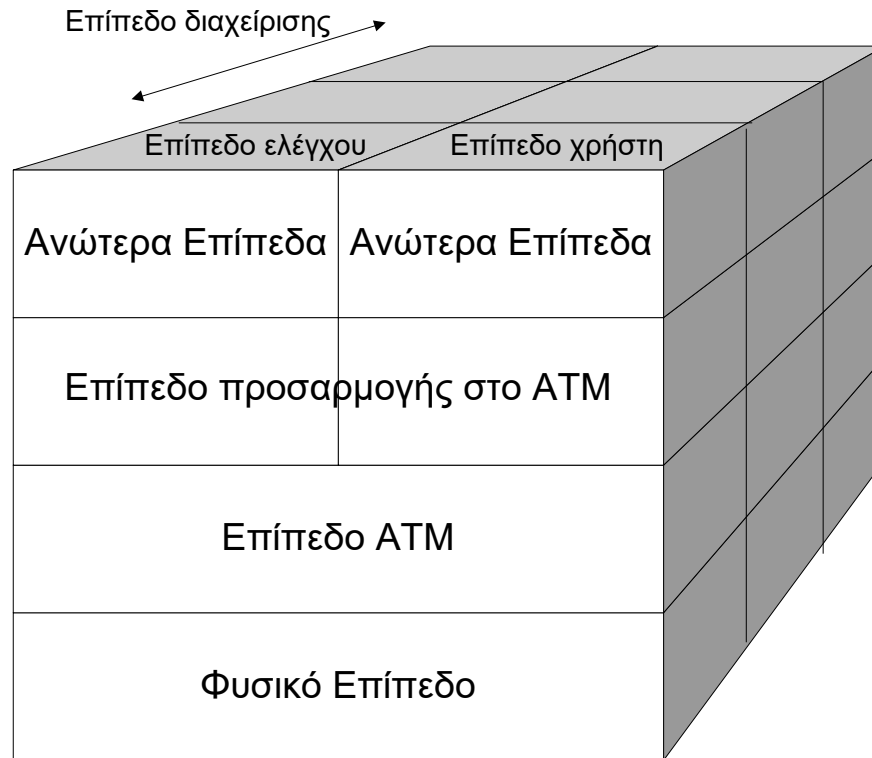 Επίπεδο διαχείρισης
Επίπεδο ελέγχου
Επίπεδο χρήστη
Ανώτερα Επίπεδα
Ανώτερα Επίπεδα
Επίπεδο προσαρμογής στο ATM
Επίπεδο ATM
Φυσικό Επίπεδο